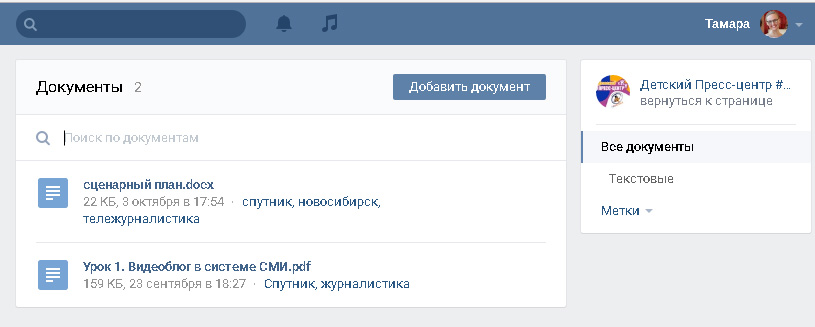 Тамара
Документы 2
Добавить документ
Поиск по документам
сценарный план.docx
22 КБ, 3 октября в 17:54 · спутник, новосибирск,
тележурналистика
Урок 1. Видеоблог в системе СМИ.pdf
159 КБ, 23 сентября в 18:27 · Спутник, журналистика
Детский Пресс-центр #...
вернуться к странице
Все документы
Текстовые
Метки